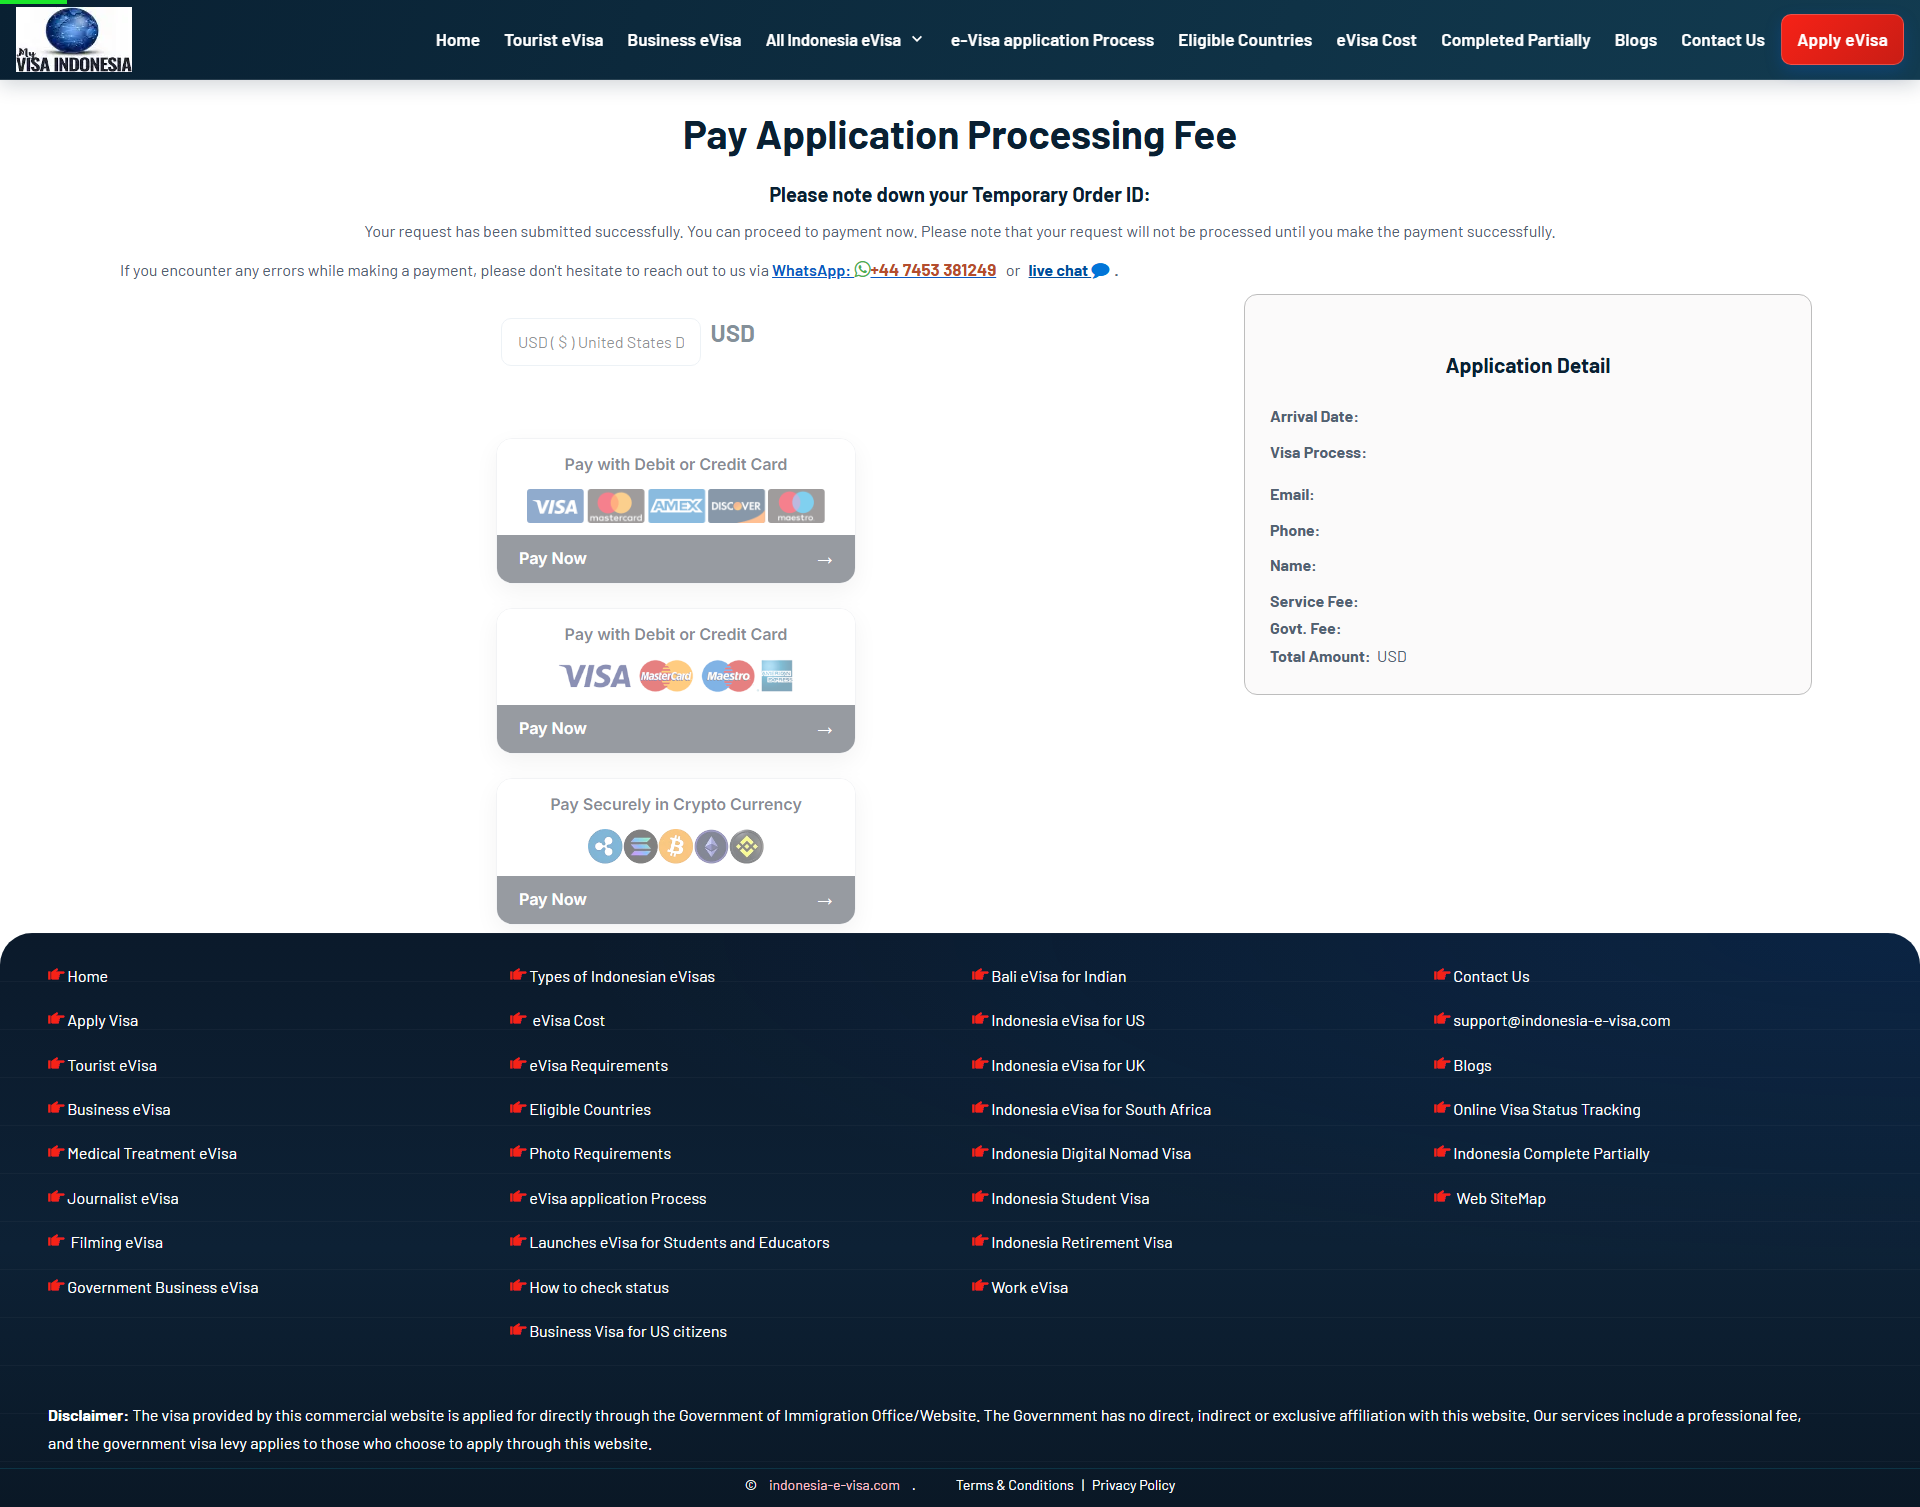 My
VISA INDONESIA
Home
Tourist eVisa
Business eVisa
All Indonesia eVisa
e-Visa application Process
Eligible Countries
eVisa Cost
Completed Partially
Blogs
Contact Us
Apply eVisa
Pay Application Processing Fee
Please note down your Temporary Order ID:
Your request has been submitted successfully. You can proceed to payment now. Please note that your request will not be processed until you make the payment successfully.
If you encounter any errors while making a payment, please don't hesitate to reach out to us via WhatsApp: +44 7453 381249 or live chat .
USD ( $ ) United States D
USD
Pay with Debit or Credit Card
VISA mastercard AMEX DISCOVER maestro
Pay Now →
Pay with Debit or Credit Card
VISA MasterCard Maestro AMERICAN EXPRESS
Pay Now →
Pay Securely in Crypto Currency
Pay Now →
Application Detail
Arrival Date:
Visa Process:
Email:
Phone:
Name:
Service Fee:
Govt. Fee:
Total Amount: USD
Home
Apply Visa
Tourist eVisa
Business eVisa
Medical Treatment eVisa
Journalist eVisa
Filming eVisa
Government Business eVisa
Types of Indonesian eVisas
eVisa Cost
eVisa Requirements
Eligible Countries
Photo Requirements
eVisa application Process
Launches eVisa for Students and Educators
How to check status
Business Visa for US citizens
Bali eVisa for Indian
Indonesia eVisa for US
Indonesia eVisa for UK
Indonesia eVisa for South Africa
Indonesia Digital Nomad Visa
Indonesia Student Visa
Indonesia Retirement Visa
Work eVisa
Contact Us
support@indonesia-e-visa.com
Blogs
Online Visa Status Tracking
Indonesia Complete Partially
Web SiteMap
Disclaimer: The visa provided by this commercial website is applied for directly through the Government of Immigration Office/Website. The Government has no direct, indirect or exclusive affiliation with this website. Our services include a professional fee,
and the government visa levy applies to those who choose to apply through this website.
© indonesia-e-visa.com . Terms & Conditions | Privacy Policy